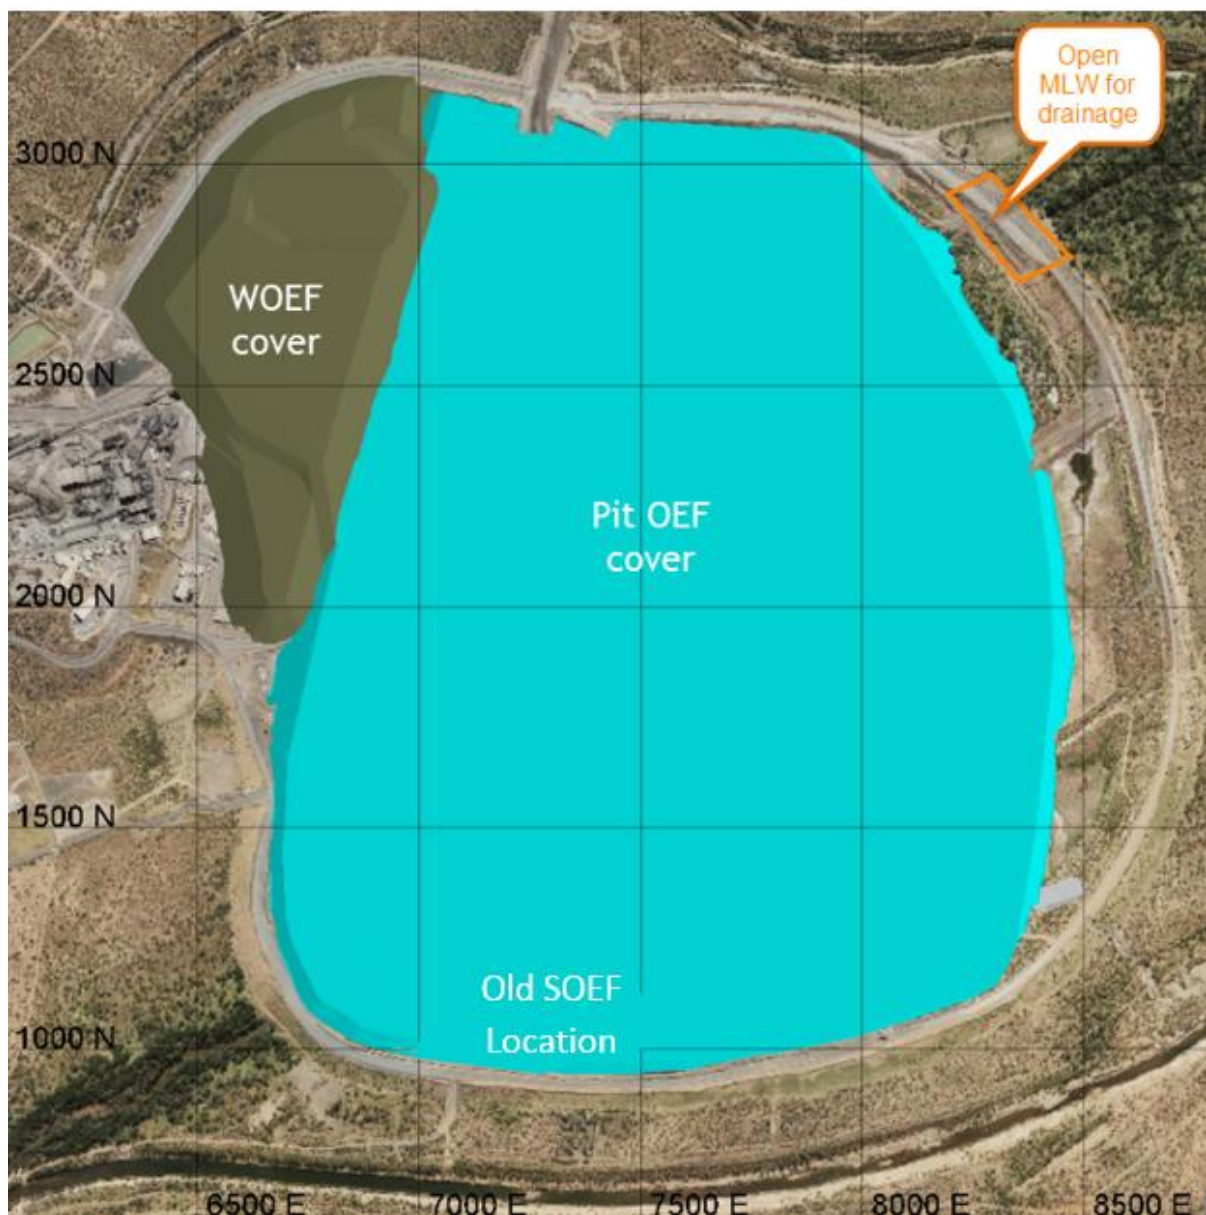 Open
MLW for
drainage
3000 N
WOEF
cover
2500 N
Pit OEF
cover
2000 N
1500 N
Old SOEF
Location
1000 N
6500 E
7000 E
7500 E
8000 E
8500 E